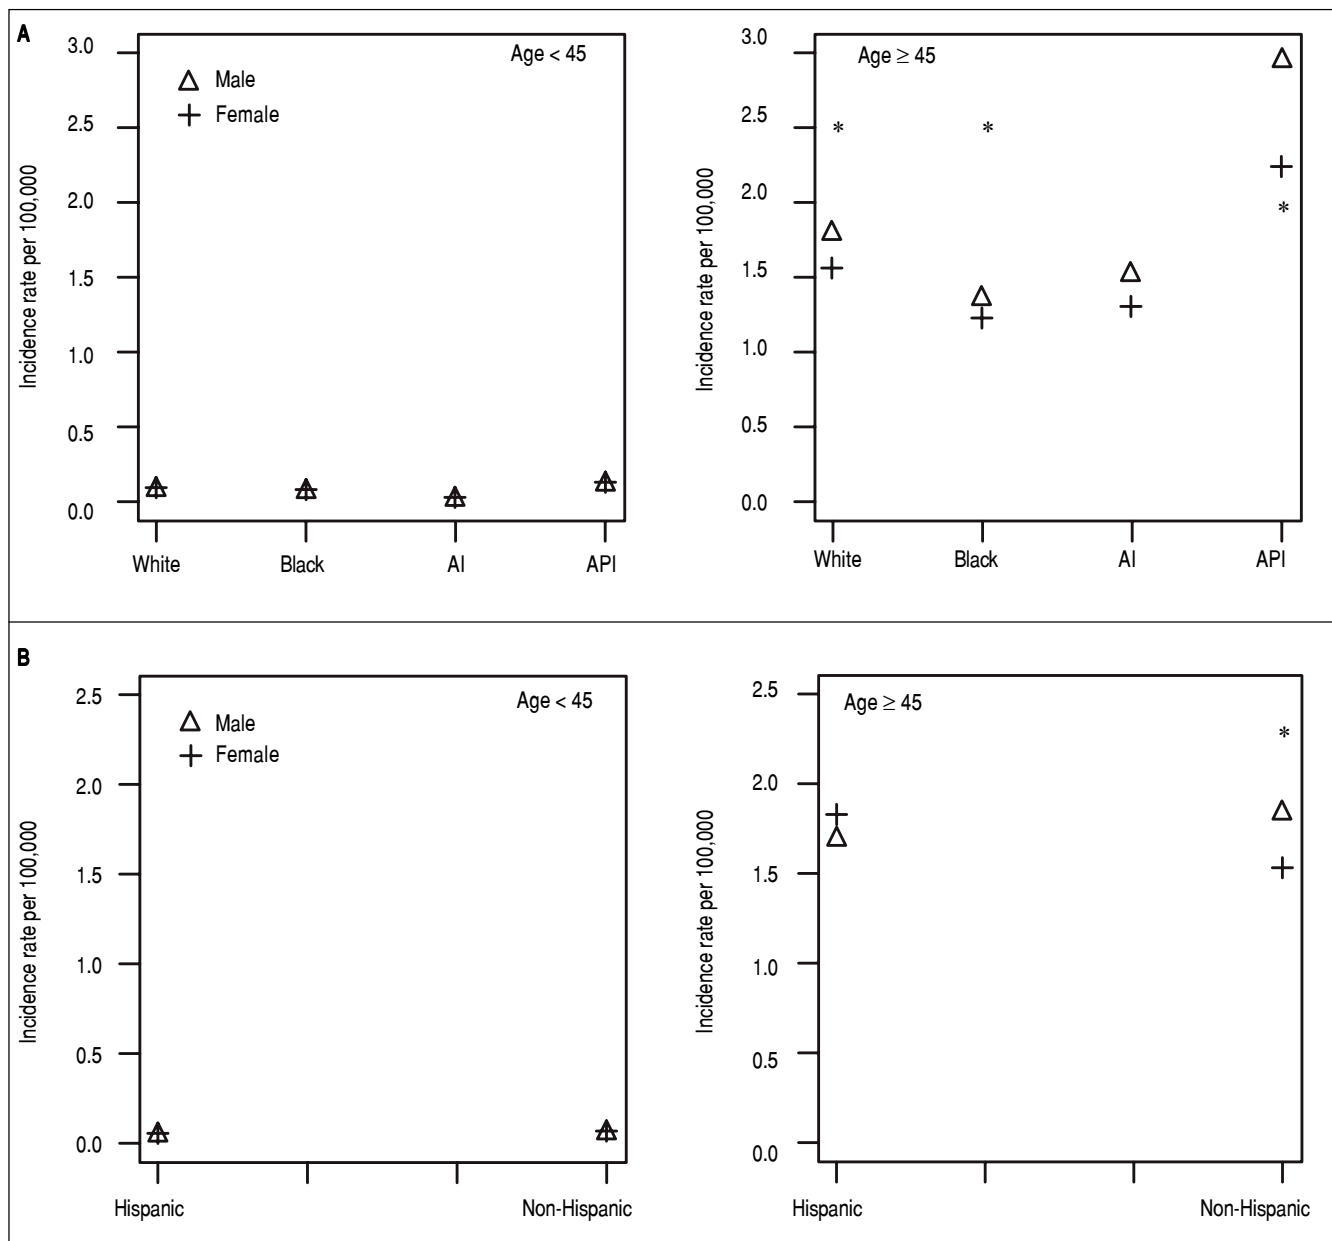 A
Age < 45
Male
Female
Incidence rate per 100,000
3.0
2.5
2.0
1.5
1.0
0.5
0.0
White Black AI API
Age ≥ 45
Incidence rate per 100,000
3.0
2.5
2.0
1.5
1.0
0.5
0.0
*
*
*
White Black AI API
B
Age < 45
Male
Female
Incidence rate per 100,000
2.5
2.0
1.5
1.0
0.5
0.0
Hispanic Non-Hispanic
Age ≥ 45
Incidence rate per 100,000
2.5
2.0
1.5
1.0
0.5
0.0
*
Hispanic Non-Hispanic